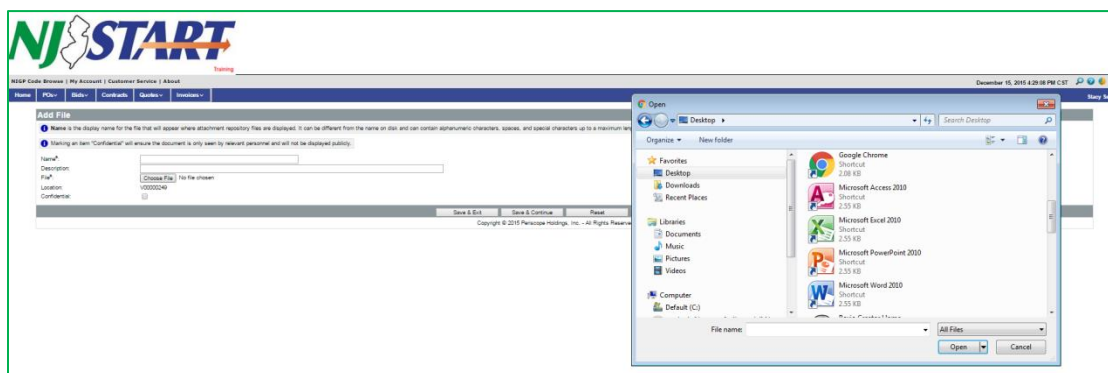 NJSTART
Training
NIGP Code Browse | My Account | Customer Service | About
December 15, 2015 4:29:08 PM CST
Home POs Bids Contracts Quotes Invoices
Nary
Add File
Name is the display name for the file that will appear where attachment repository files are displayed. It can be different from the name on disk and can contain alphanumeric characters, spaces, and special characters up to a maximum
Marking an item "Confidential" will ensure the document is only seen by relevant personnel and will not be displayed publicly.
Name*:
Description:
File*: Choose File No file chosen
Location: V00000249
Confidential:
Save & Exit Save & Continue Reset
Copyright © 2015 Periscope Holdings, Inc. - All Rights
Open
Desktop
Search Desktop
Organize New folder
Favorites
Desktop
Downloads
Recent Places
Libraries
Documents
Music
Pictures
Videos
Computer
Default (C:)
Google Chrome
Shortcut
2.08 KB
Microsoft Access 2010
Shortcut
2.55 KB
Microsoft Excel 2010
Shortcut
2.55 KB
Microsoft PowerPoint 2010
Shortcut
2.55 KB
Microsoft Word 2010
Shortcut
2.55 KB
File name:
All Files
Open Cancel